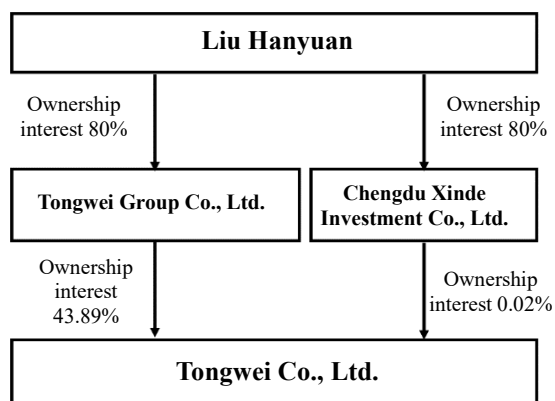 Liu Hanyuan
Ownership
interest 80%
Ownership
interest 80%
Tongwei Group Co., Ltd.
Chengdu Xinde
Investment Co., Ltd.
Ownership
interest
43.89%
Ownership
interest 0.02%
Tongwei Co., Ltd.